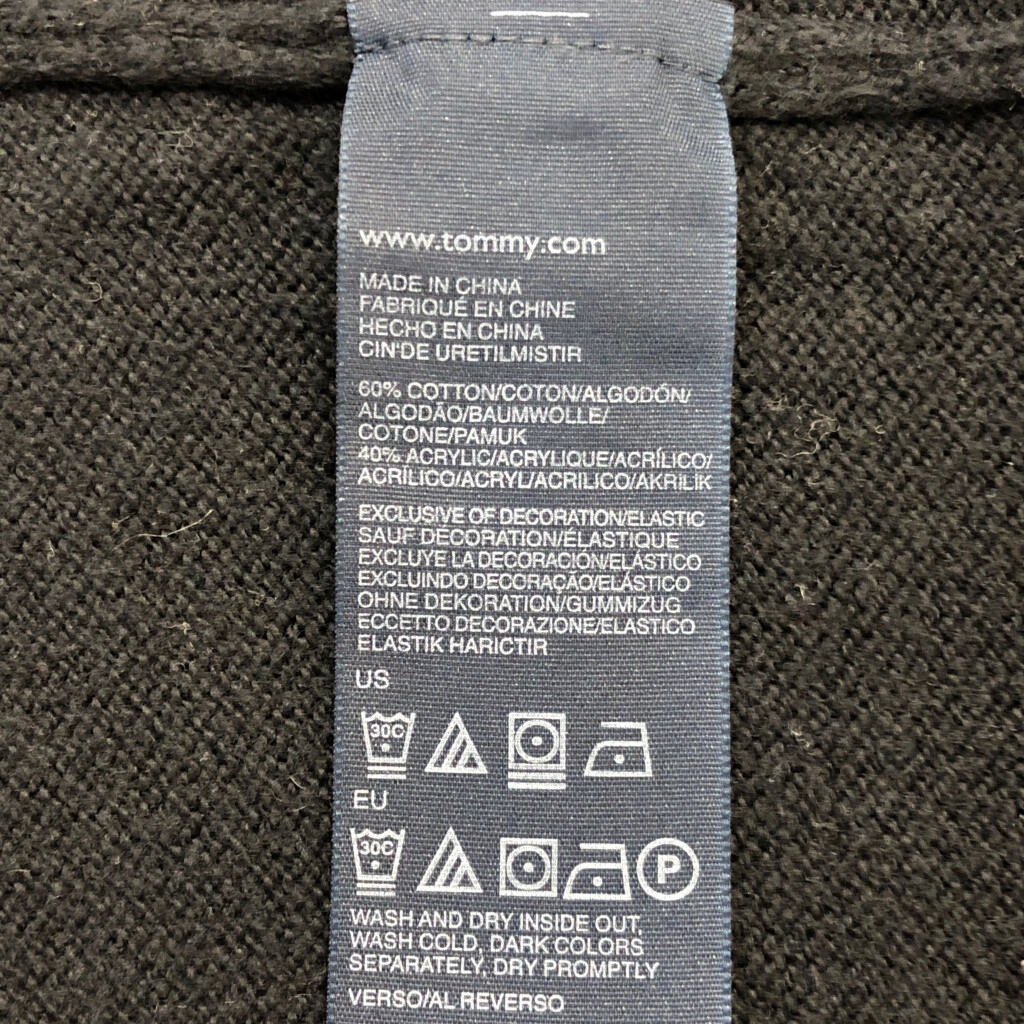 www.tommy.com
MADE IN CHINA
FABRIQUÉ EN CHINE
HECHO EN CHINA
CIN'DE URETILMISTIR
60% COTTON/COTON/ALGODÓN/
ALGODÃO/BAUMWOLLE/
COTONE/PAMUK
40% ACRYLIC/ACRYLIQUE/ACRÍLICO/
ACRILICO/ACRYL/ACRILICO/AKRILIK
EXCLUSIVE OF DECORATION/ELASTIC
SAUF DECORATION/ÉLASTIQUE
EXCLUYE LA DECORACIÓN/ELÁSTICO
EXCLUINDO DECORAÇÃO/ELÁSTICO
OHNE DEKORATION/GUMMIZUG
ECCETTO DECORAZIONE/ELASTICO
ELASTIK HARICTIR
US
30C
EU
30C P
WASH AND DRY INSIDE OUT,
WASH COLD, DARK COLORS
SEPARATELY, DRY PROMPTLY
VERSO/AL REVERSO